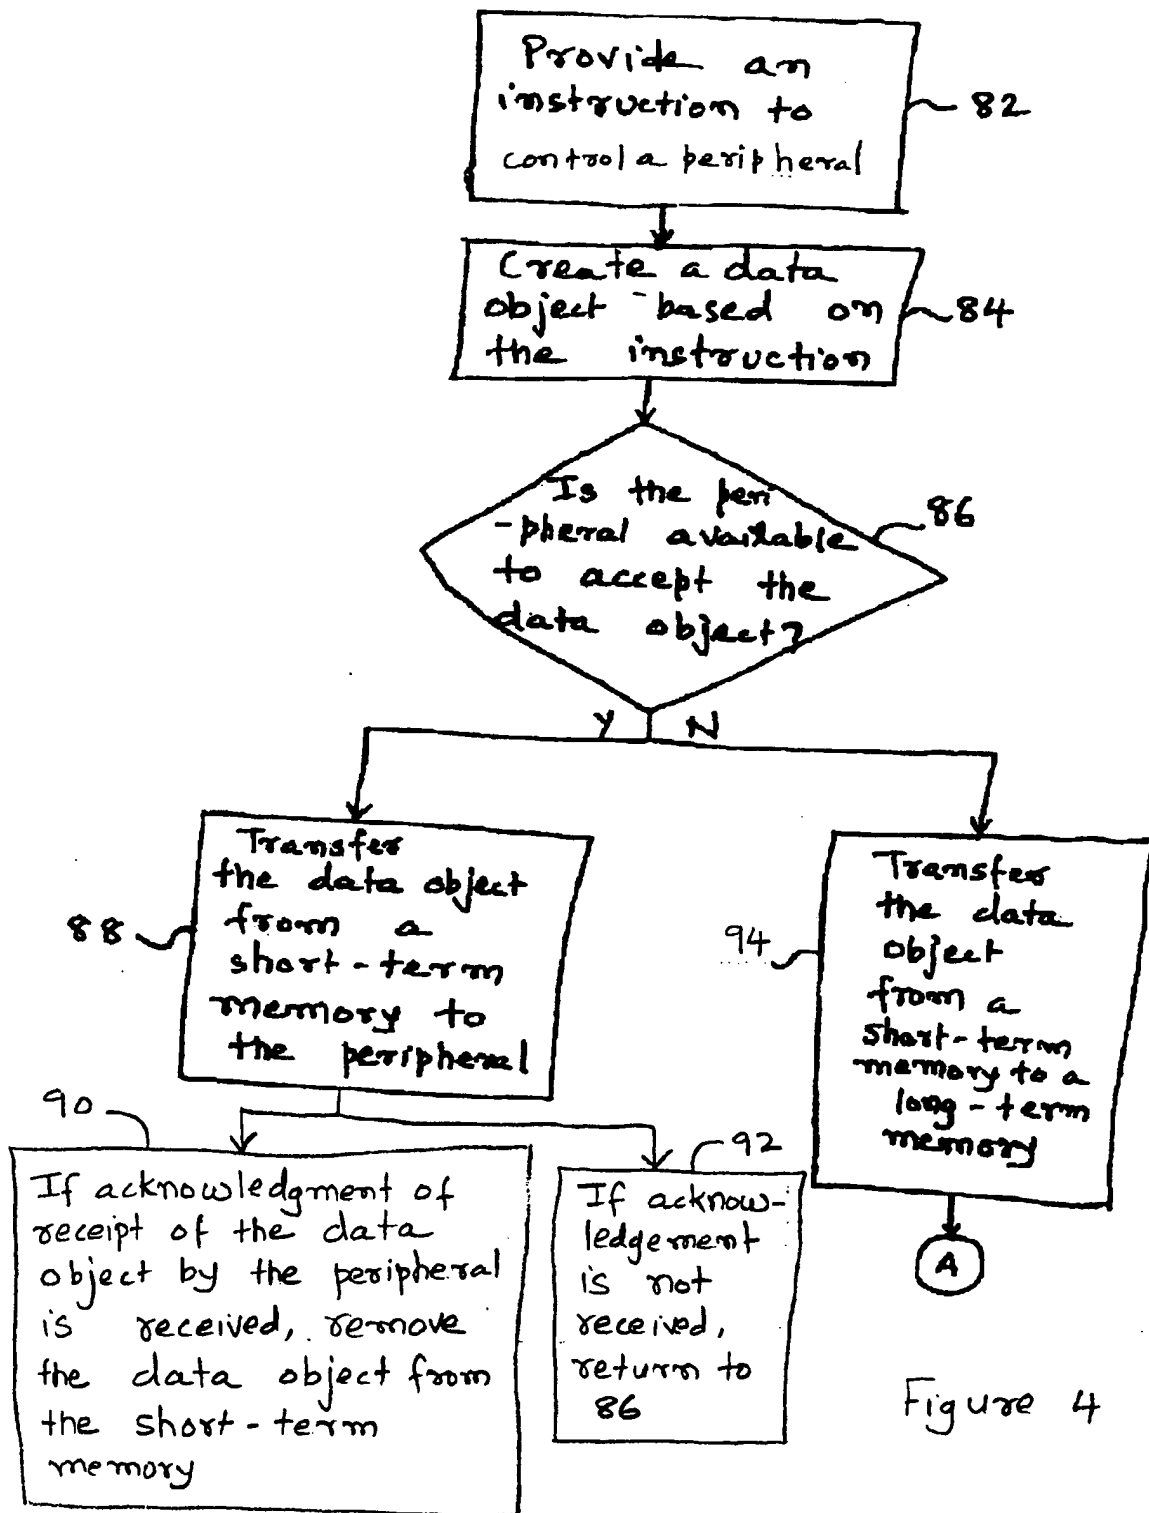 Provide an
instruction to
control a peripheral
82
Create a data
object based on
the instruction
84
Is the peri
-pheral available
to accept the
data object?
86
Y N
Transfer
the data object
from a
short-term
memory to
the peripheral
88
Transfer
the data
object
from a
short-term
memory to a
long-term
memory
94
90
If acknowledgment of
receipt of the data
object by the peripheral
is received, remove
the data object from
the short-term
memory
92
If acknow-
ledgement
is not
received,
return to
86
A
Figure 4